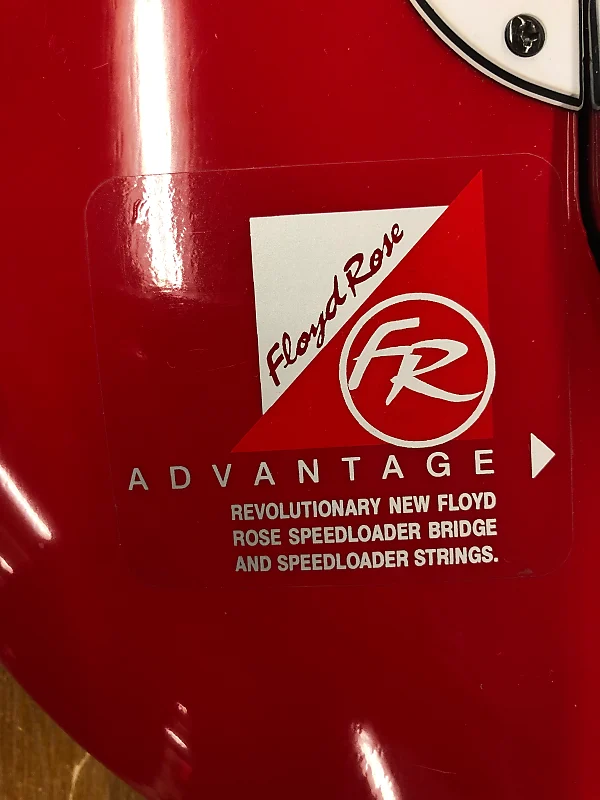 Floyd Rose
FR
ADVANTAGE
REVOLUTIONARY NEW FLOYD
ROSE SPEEDLOADER BRIDGE
AND SPEEDLOADER STRINGS.